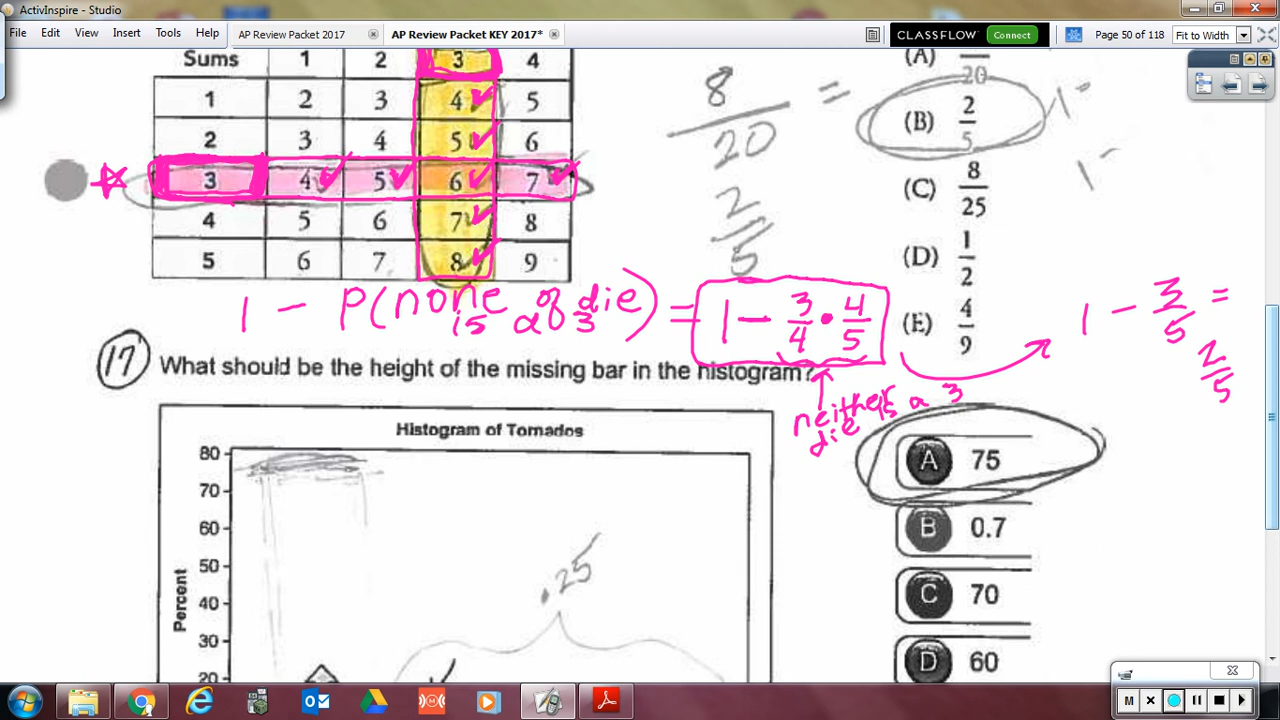 ActivInspire - Studio
File Edit View Insert Tools Help
AP Review Packet 2017
AP Review Packet KEY 2017*
CLASSFLOW Connect
Page 50 of 118
Fit to Width
Sums 1 2 3 4
1 2 3 4 5
2 3 4 5 6
3 4 5 6 7
4 5 6 7 8
5 6 7 8 9
8/20 =
2/5
(A) 20
(B) 2/5
(C) 8/25
(D) 1/2
(E) 4/9
1 -
1 -
1 - P(none of die is a 3) = 1 - 3/4 • 4/5
1 - 3/5 =
2/5
neither die is a 3
17 What should be the height of the missing bar in the histogram?
Histogram of Tornados
Percent
80
70
60
50
40
30
20
.25
A 75
B 0.7
C 70
D 60
M